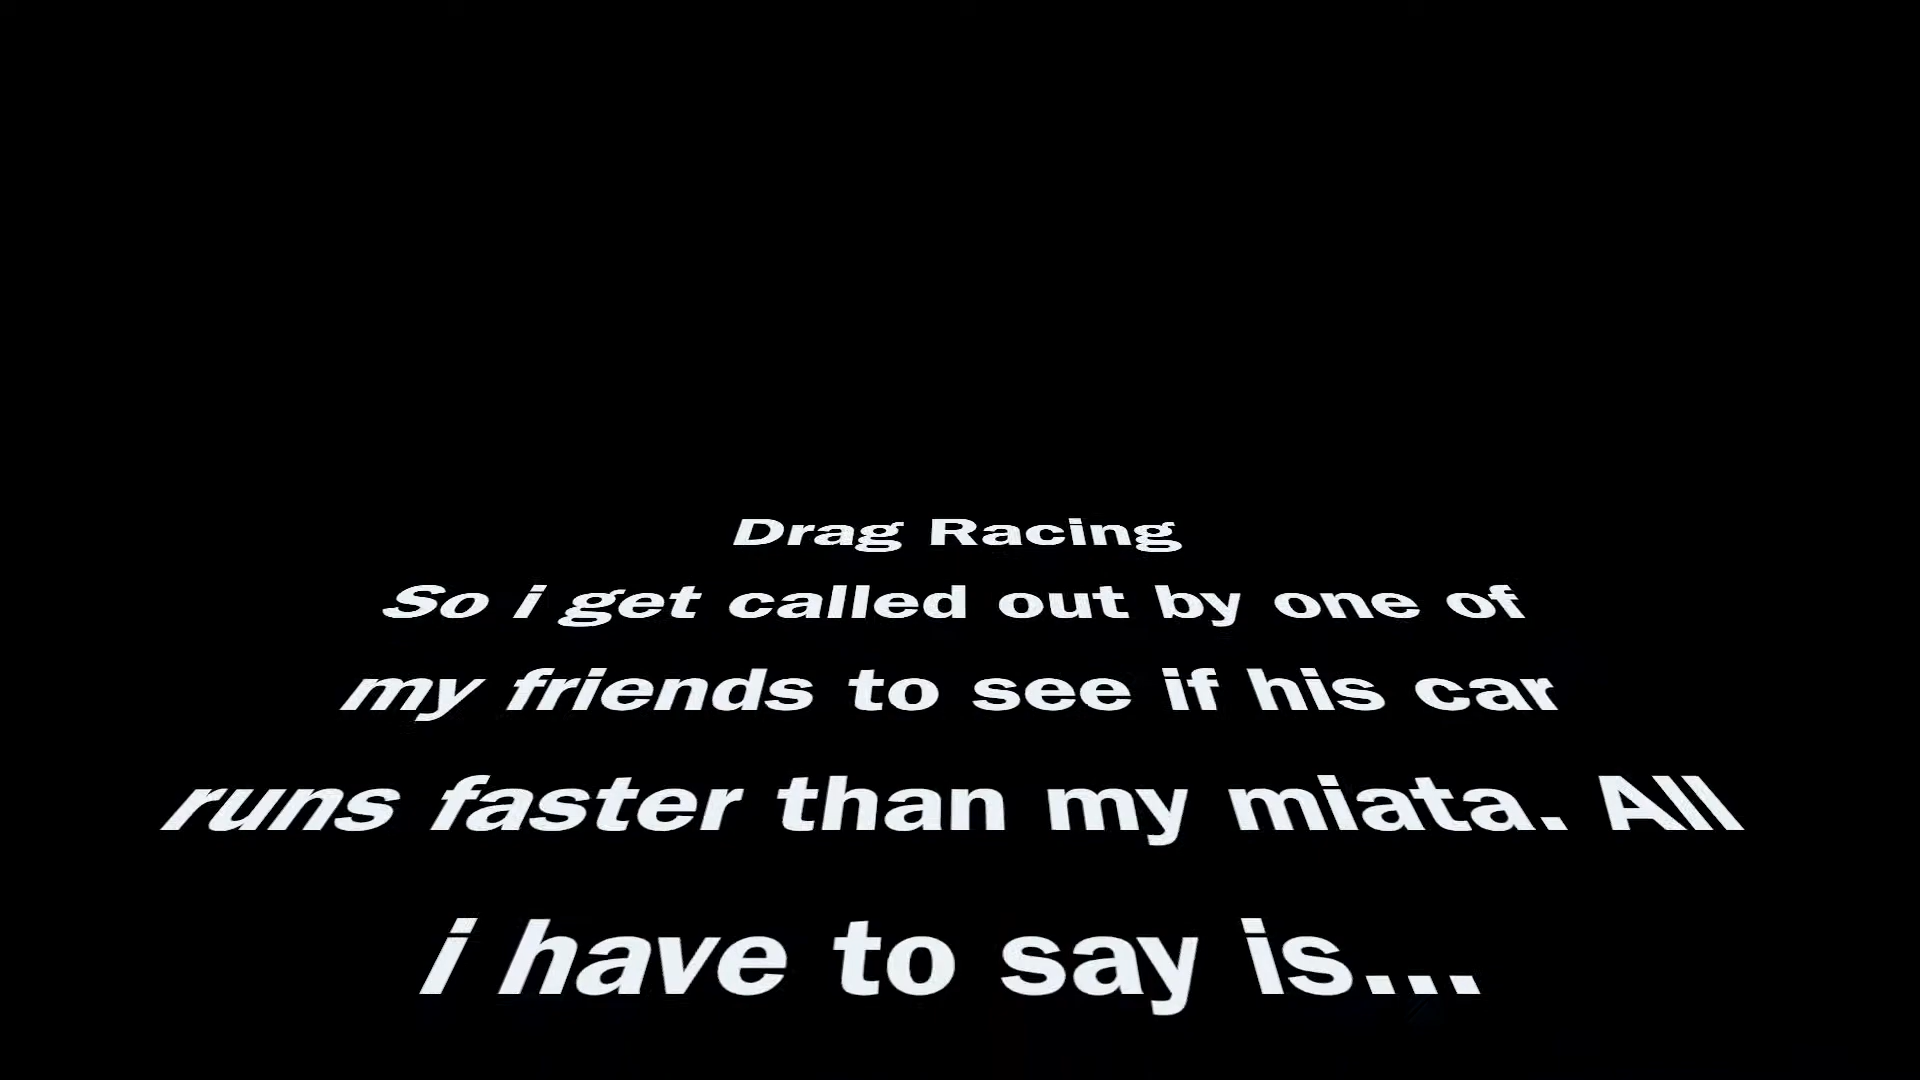 Drag Racing
So i get called out by one of
my friends to see if his car
runs faster than my miata. All
i have to say is...